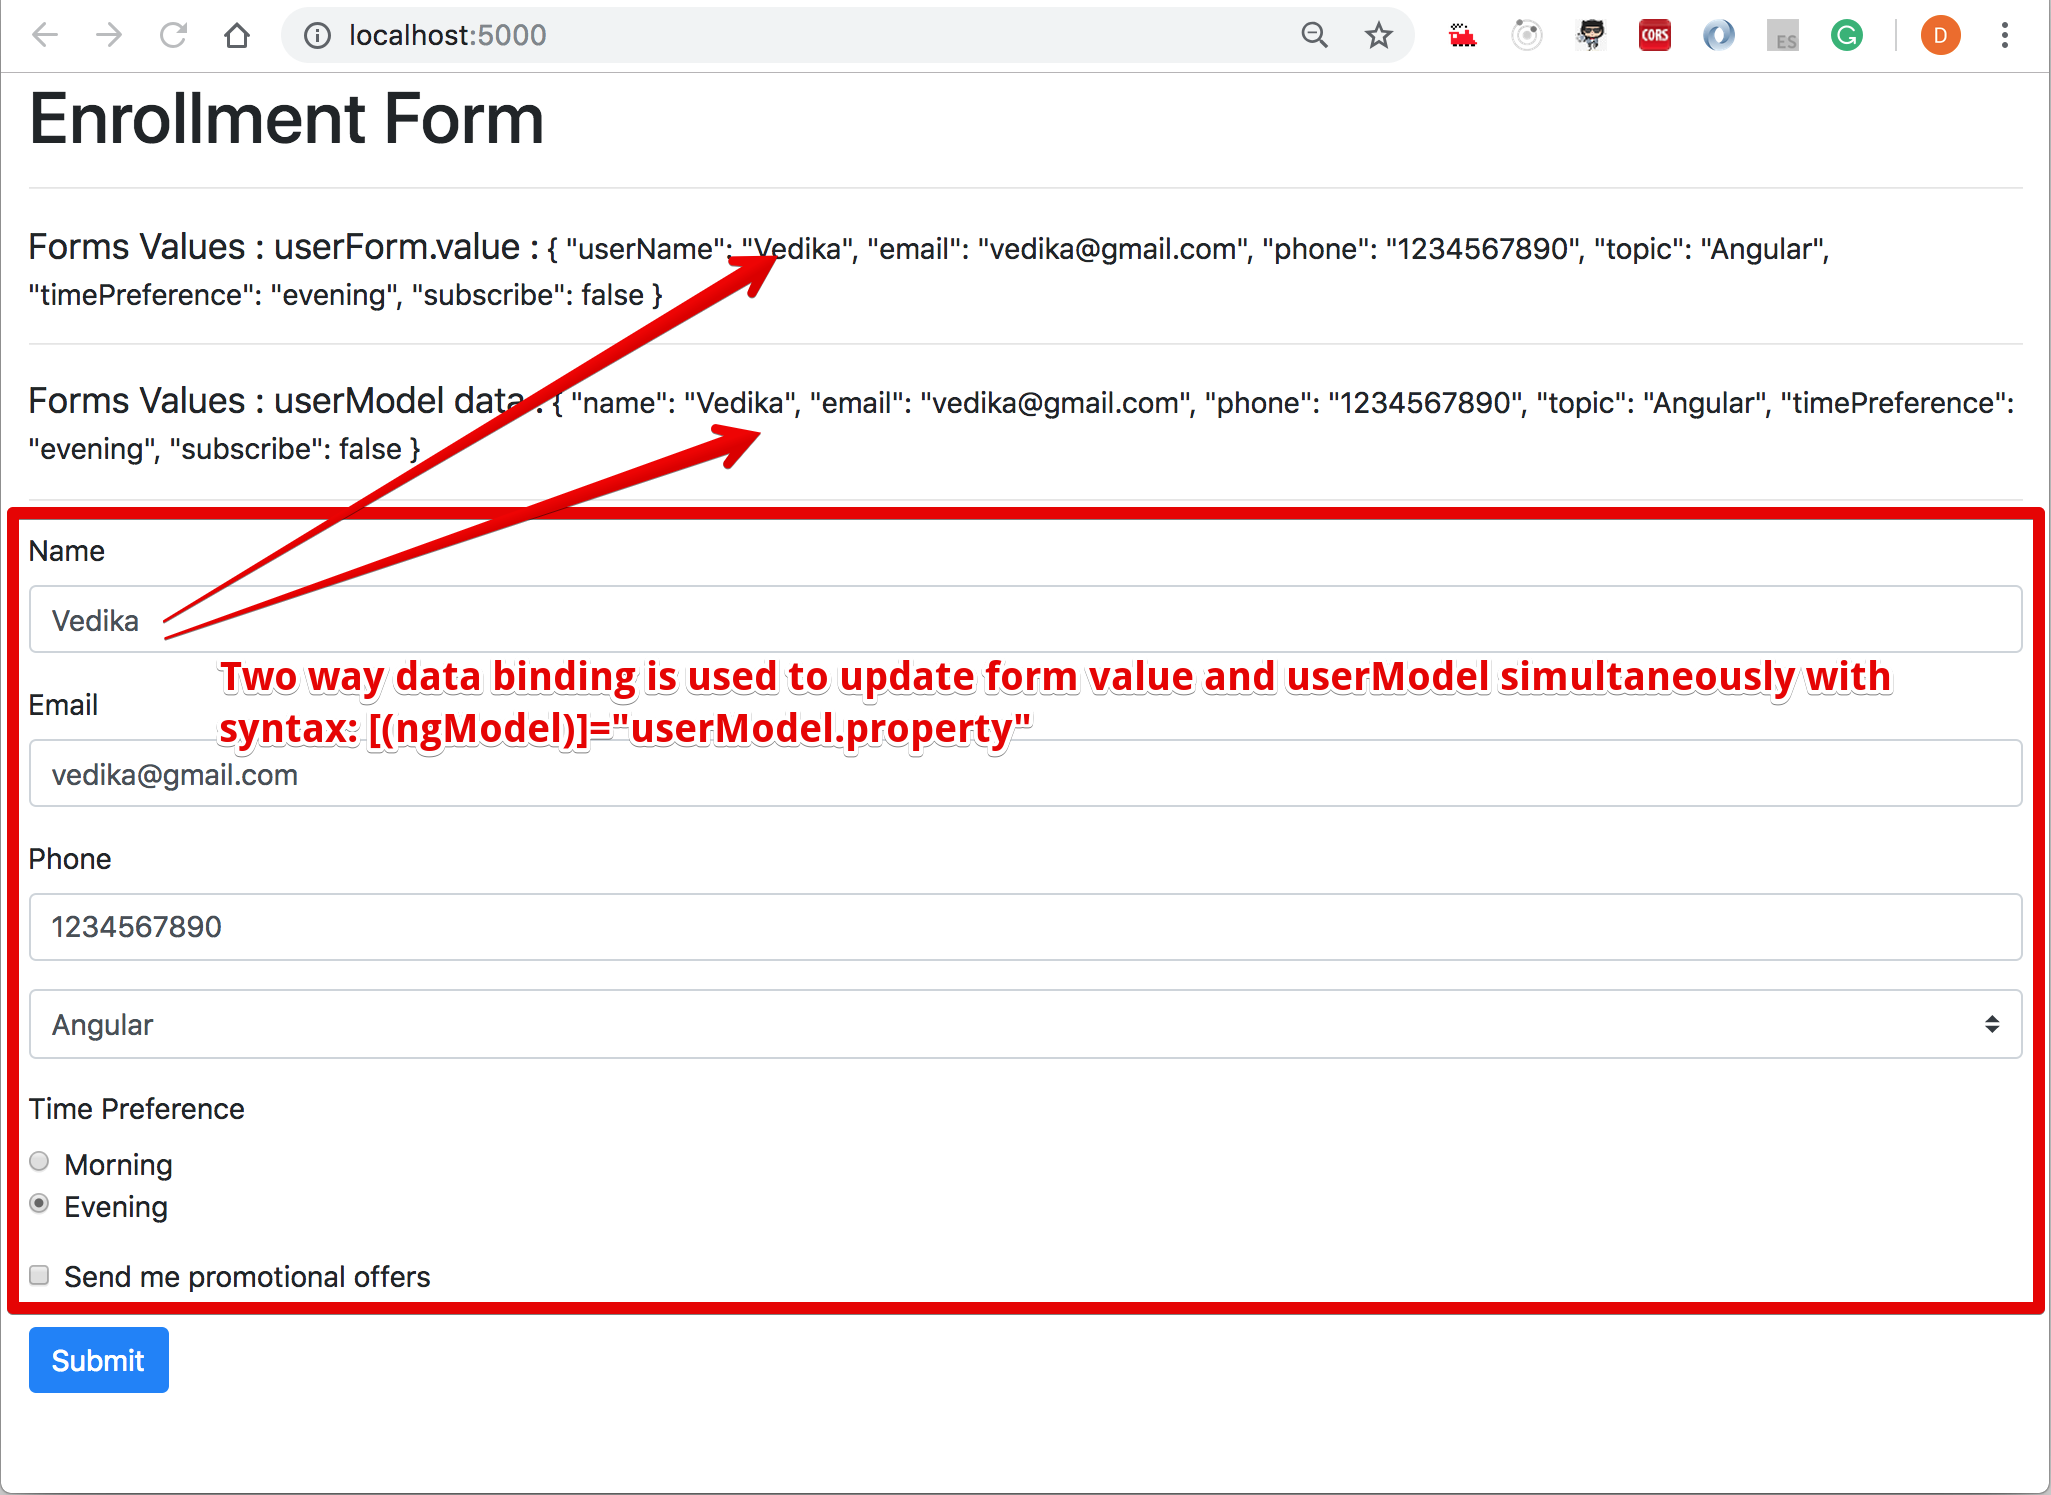 localhost:5000
CORS
ES
G
D
Enrollment Form
Forms Values : userForm.value : { "userName": "Vedika", "email": "vedika@gmail.com", "phone": "1234567890", "topic": "Angular",
"timePreference": "evening", "subscribe": false }
Forms Values : userModel data : { "name": "Vedika", "email": "vedika@gmail.com", "phone": "1234567890", "topic": "Angular", "timePreference":
"evening", "subscribe": false }
Name
Vedika
Two way data binding is used to update form value and userModel simultaneously with
Email
syntax: [(ngModel)]="userModel.property"
vedika@gmail.com
Phone
1234567890
Angular
Time Preference
Morning
Evening
Send me promotional offers
Submit